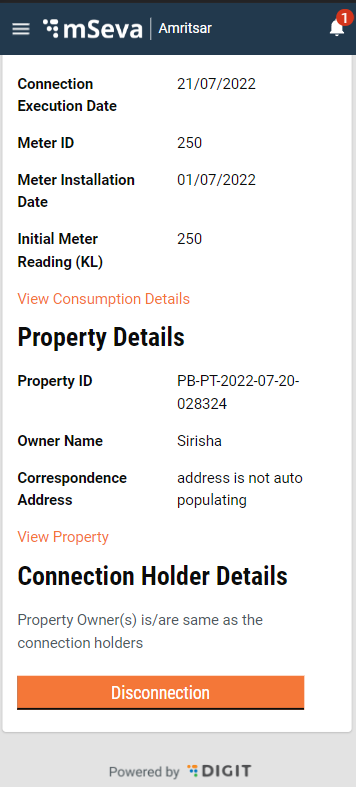 mSeva | Amritsar 1
Connection 21/07/2022
Execution Date
Meter ID 250
Meter Installation 01/07/2022
Date
Initial Meter 250
Reading (KL)
View Consumption Details
Property Details
Property ID PB-PT-2022-07-20-
028324
Owner Name Sirisha
Correspondence address is not auto
Address populating
View Property
Connection Holder Details
Property Owner(s) is/are same as the
connection holders
Disconnection
Powered by DIGIT